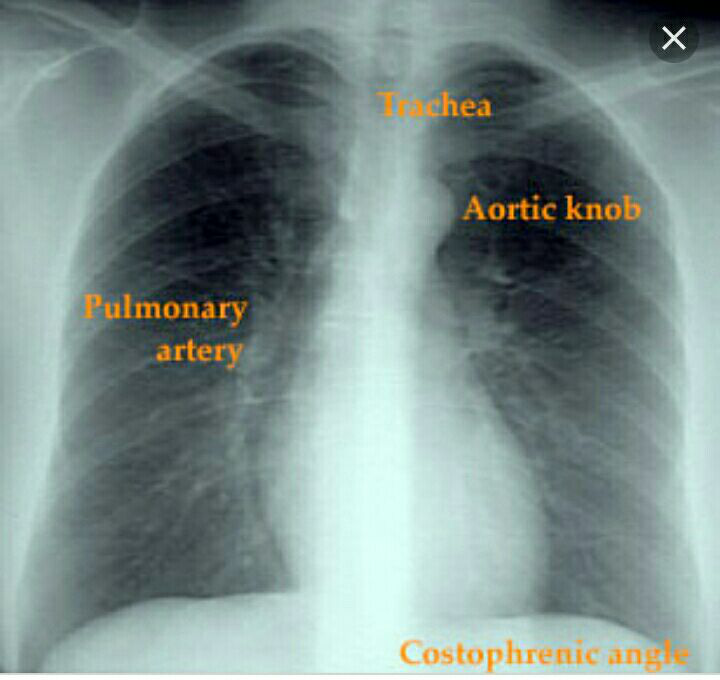 Trachea
Aortic knob
Pulmonary
artery
Costophrenic angle